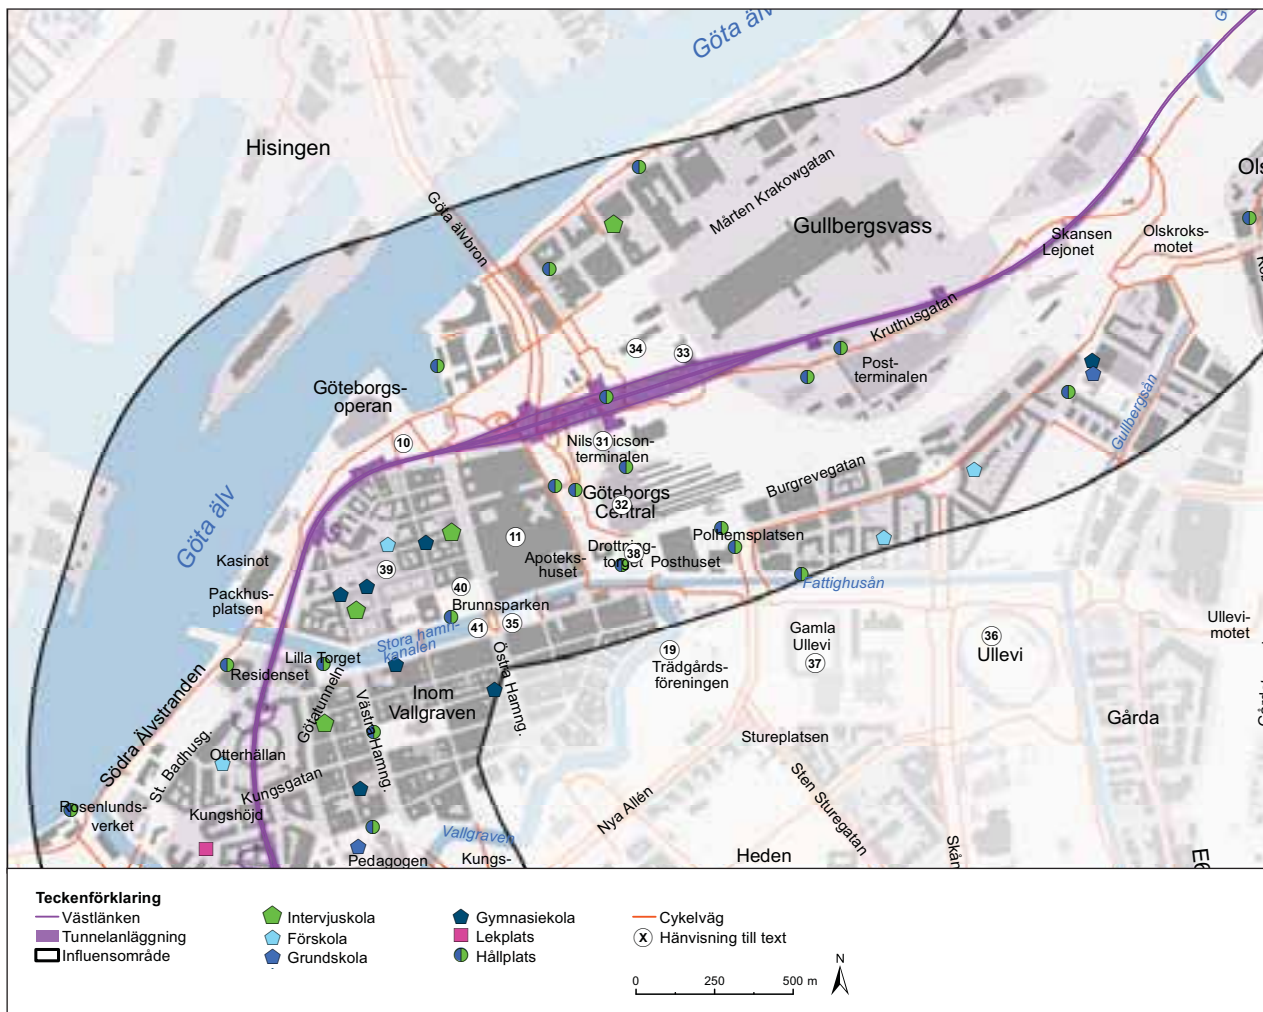 Göta älv
G
Hisingen
Göta älvbron
Mårten Krakowgatan
Gullbergsvass
Ols
Skansen
Lejonet
Olskroks-
motet
Kruthusgatan
34
33
Post-
terminalen
Göteborgs-
operan
Gullbergsån
10
31
Nils Ericson-
terminalen
Burgrevegatan
Göteborgs
Central
32
Göta älv
11
Polhemsplatsen
Drottning-
torget
38
Posthuset
Apoteks-
huset
Kasinot
39
Fattighusån
Packhus-
platsen
40
Brunnsparken
41
35
Stora hamn-
kanalen
Gamla
Ullevi
37
36
Ullevi
Ullevi-
motet
19
Trädgårds-
föreningen
Lilla Torget
Residenset
Östra Hamng.
Inom
Vallgraven
Götatunneln
Västra Hamng.
Gårda
Södra Älvstranden
St. Badhusg.
Otterhällan
Stureplatsen
Kungsgatan
Sten Sturegatan
Nya Allén
Rosenlunds-
verket
Kungshöjd
Vallgraven
Pedagogen
Kungs-
Heden
Skån
E6
Teckenförklaring
Västlänken
Tunnelanläggning
Influensområde
Intervjuskola
Förskola
Grundskola
Gymnasiekola
Lekplats
Hållplats
Cykelväg
X Hänvisning till text
N
0 250 500 m